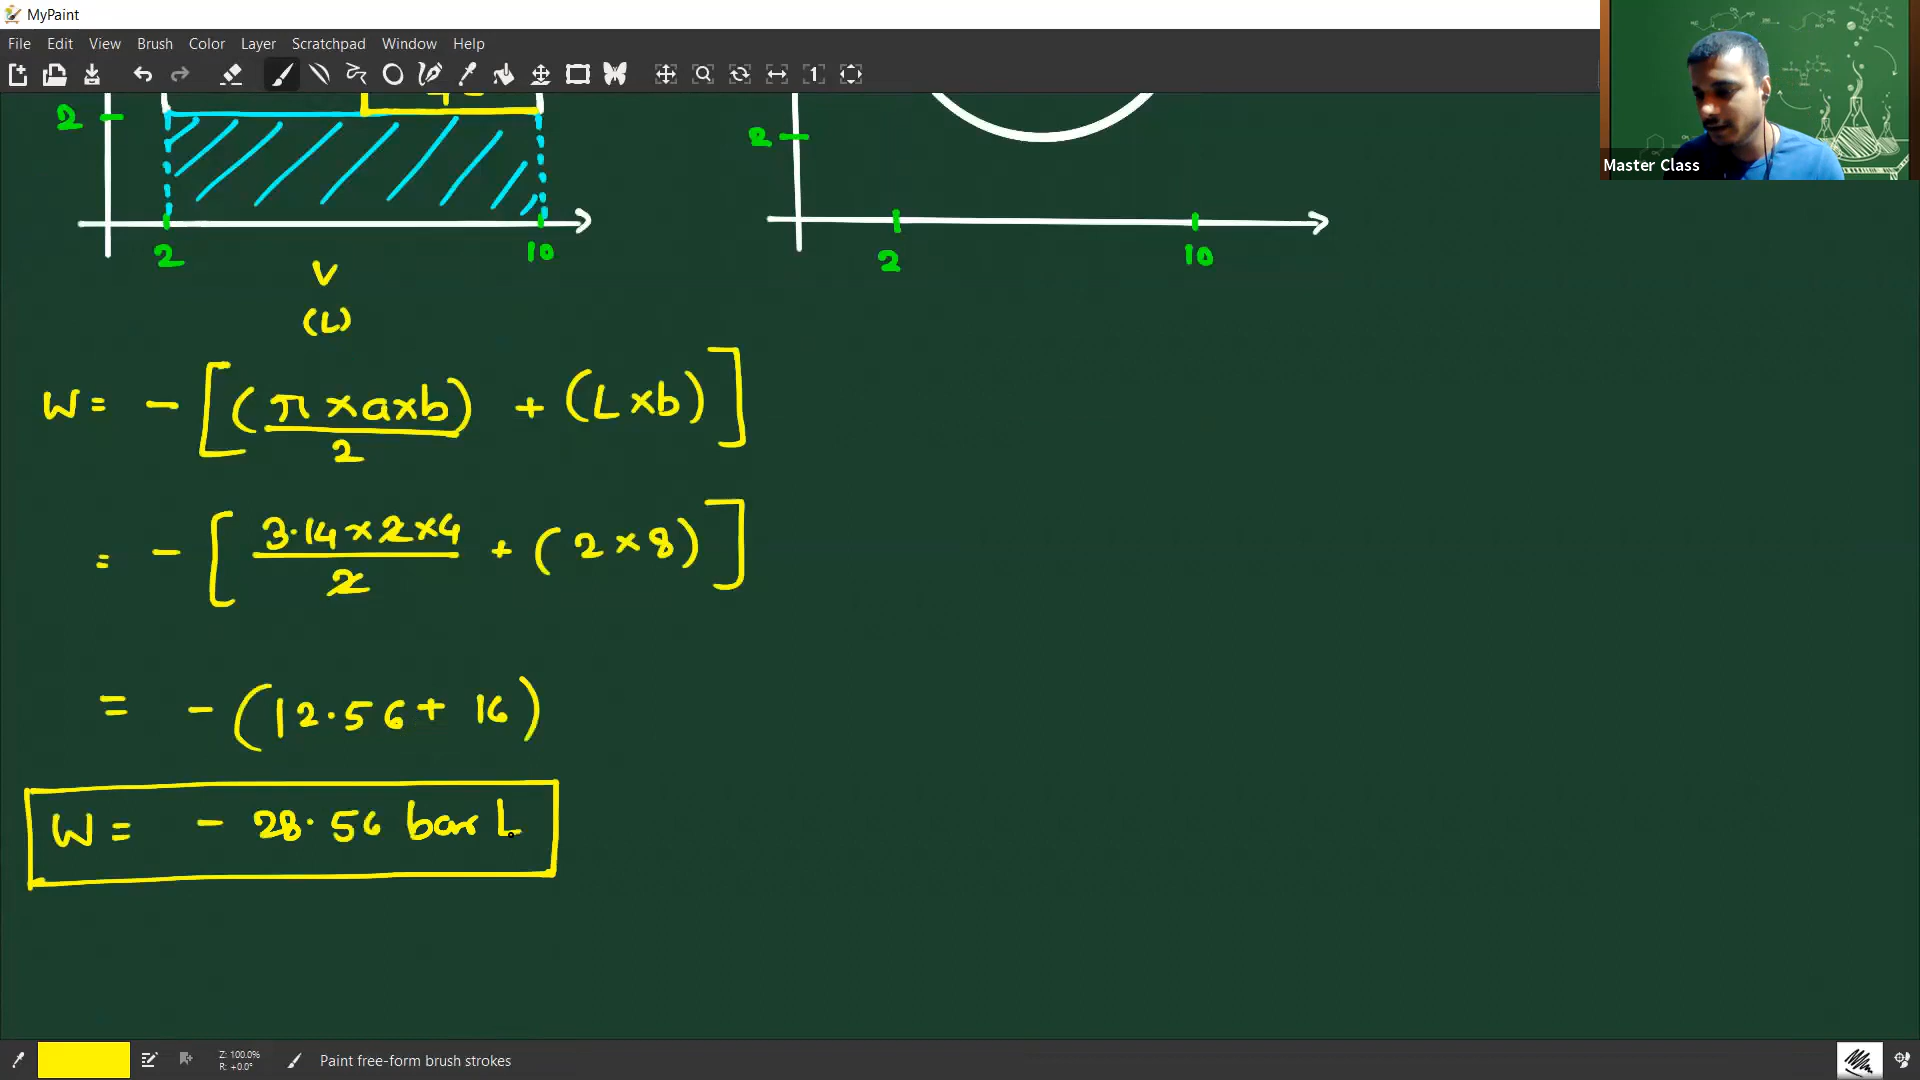 MyPaint
File Edit View Brush Color Layer Scratchpad Window Help
Master Class
2
2 10
V
(L)
2
2 10
W = - [ (π × a × b)/2 + (L × b) ]
= - [ 3.14 × 2 × 4 / 2 + (2 × 8) ]
= - (12.56 + 16)
W = - 28.56 bar L
Z: 100.0%
R: +0.0°
Paint free-form brush strokes